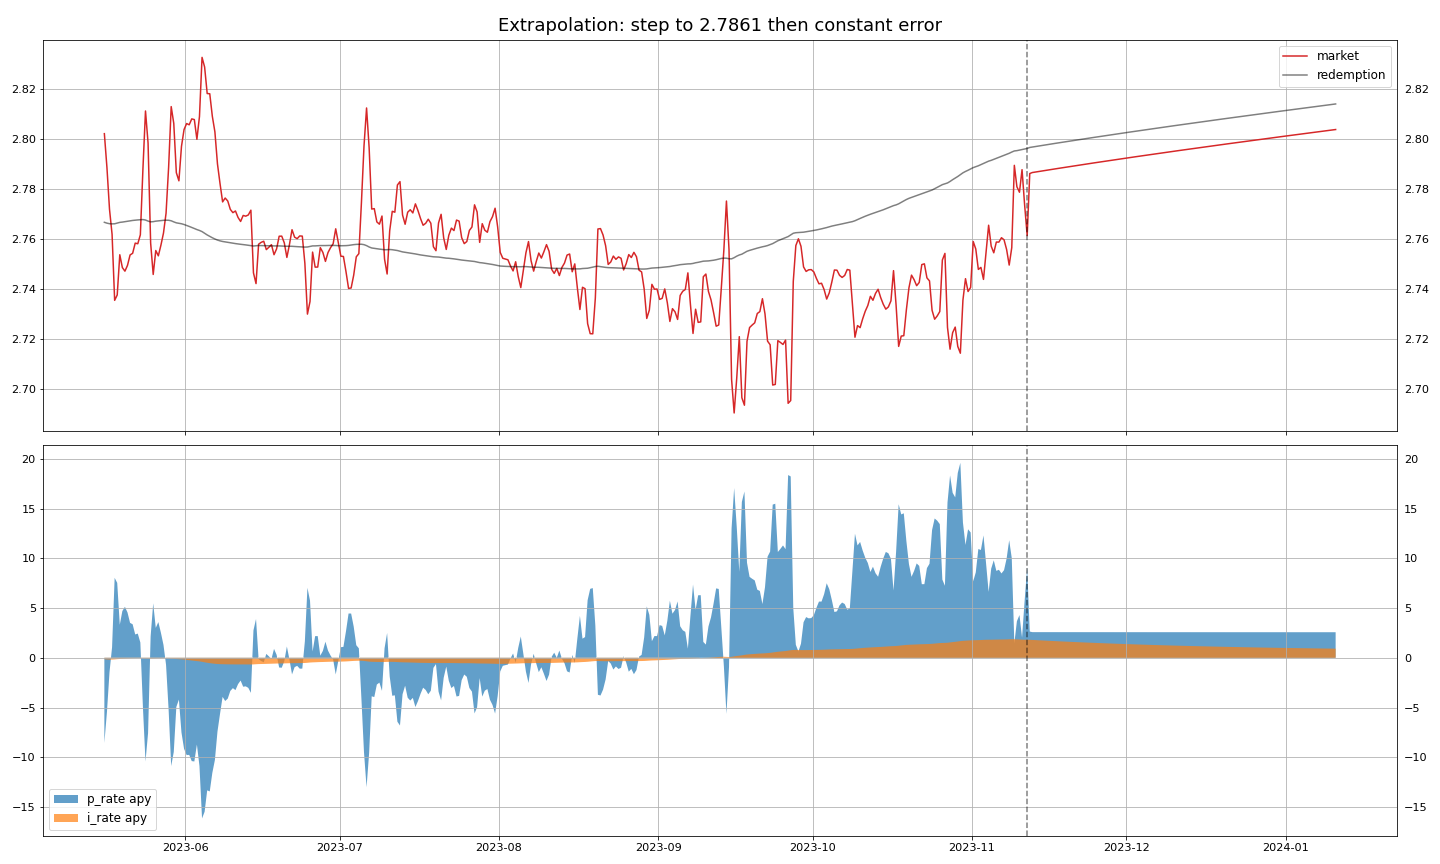 Extrapolation: step to 2.7861 then constant error
market
redemption
2.82 2.82
2.80 2.80
2.78 2.78
2.76 2.76
2.74 2.74
2.72 2.72
2.70 2.70
20 20
15 15
10 10
5 5
0 0
−5 −5
−10 −10
−15 −15
p_rate apy
i_rate apy
2023-06 2023-07 2023-08 2023-09 2023-10 2023-11 2023-12 2024-01